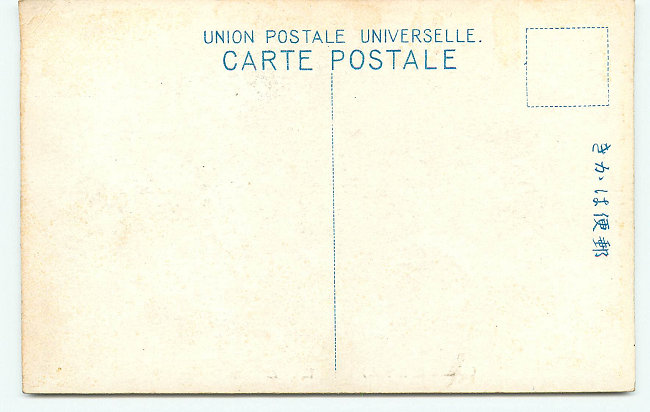 UNION POSTALE UNIVERSELLE.
CARTE POSTALE
きかは便郵